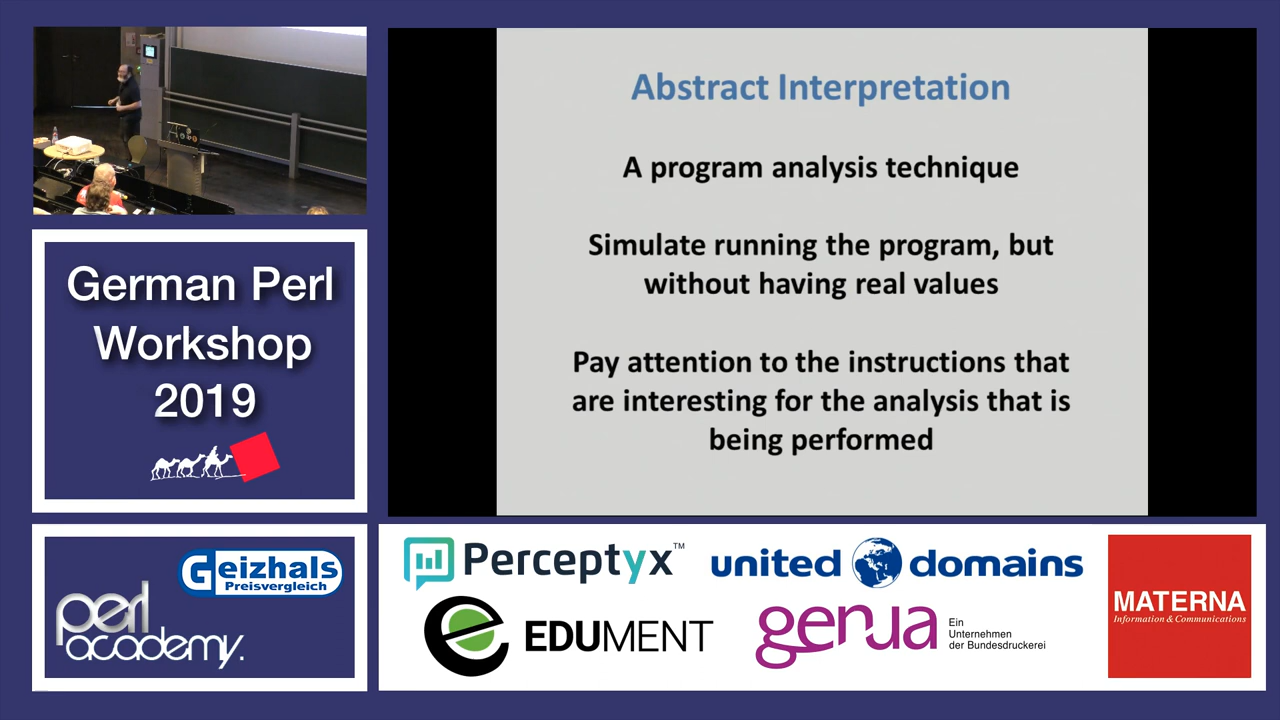 Abstract Interpretation
A program analysis technique
Simulate running the program, but
without having real values
Pay attention to the instructions that
are interesting for the analysis that is
being performed
German Perl
Workshop
2019
Geizhals
Preisvergleich
perl
academy.
Perceptyx™
united domains
EDUMENT
genua
Ein
Unternehmen
der Bundesdruckerei
MATERNA
Information & Communications